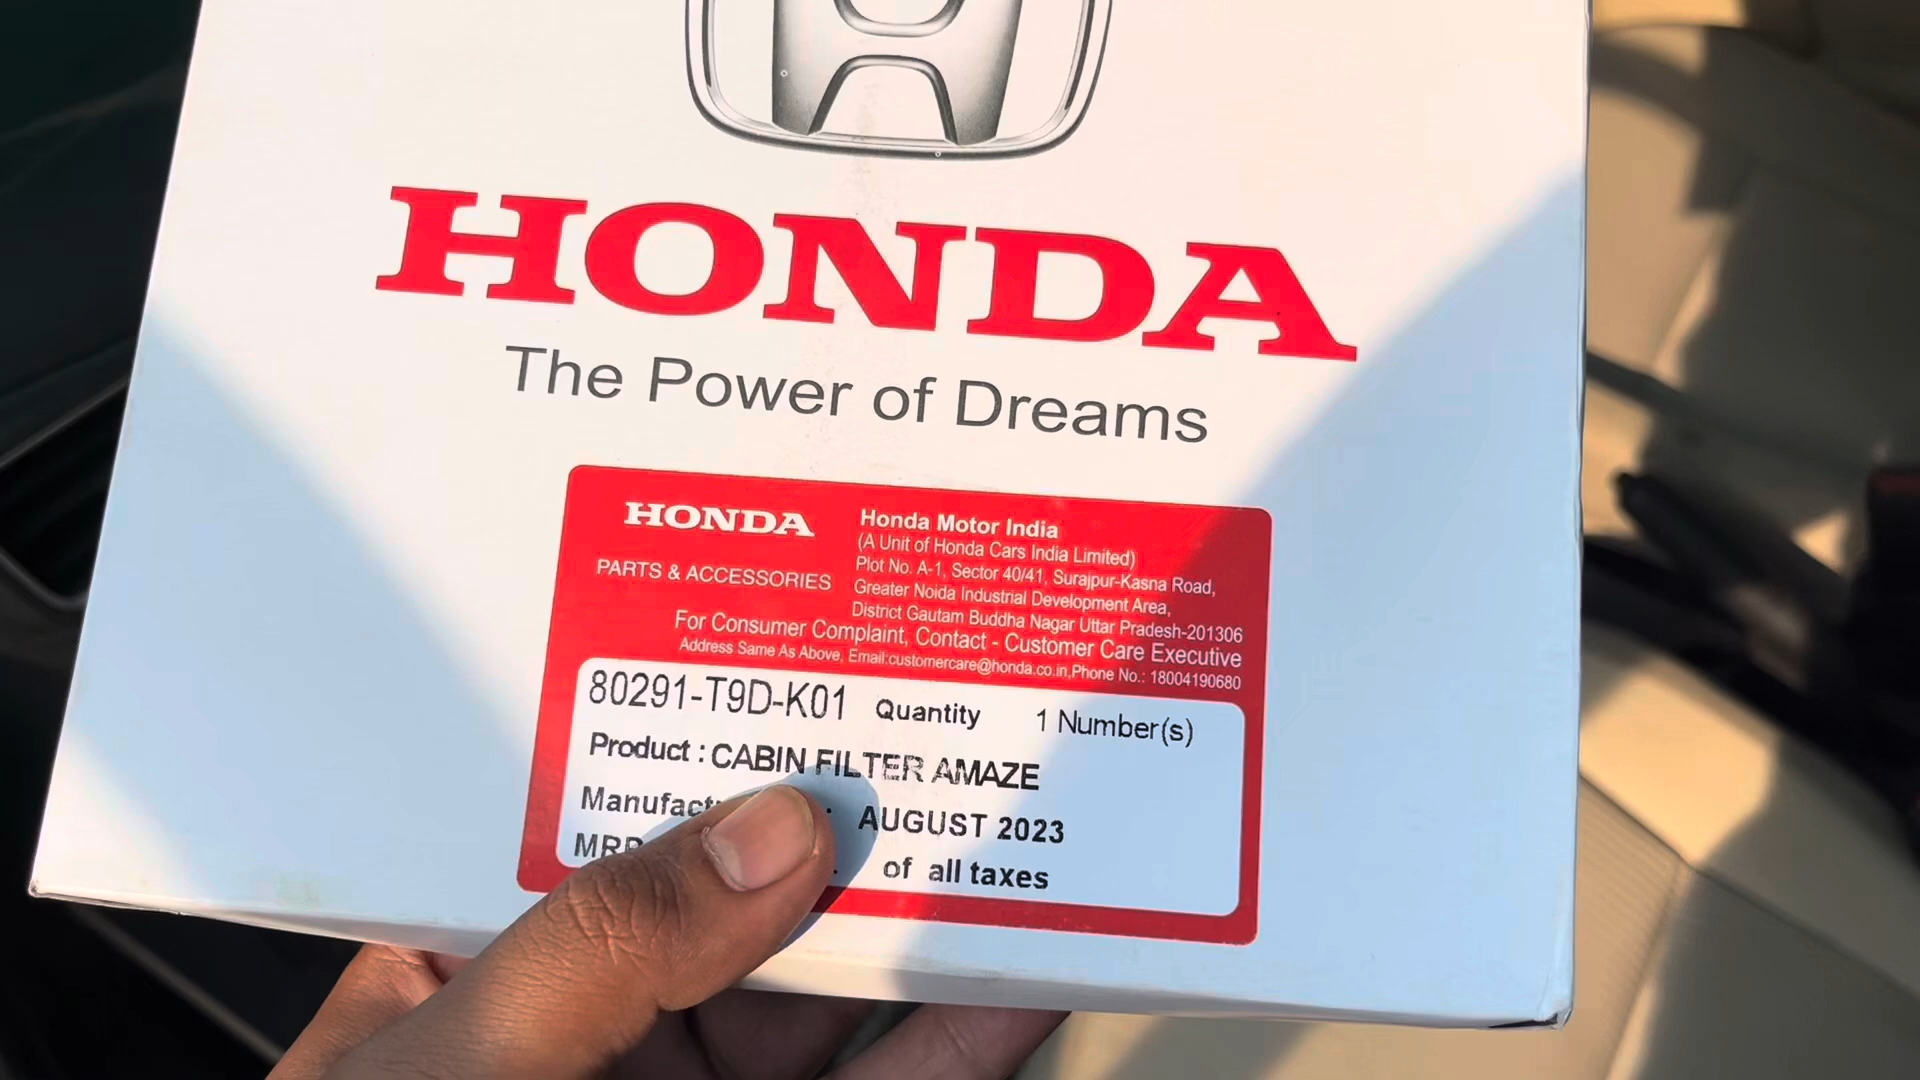 HONDA
The Power of Dreams
HONDA
PARTS & ACCESSORIES
Honda Motor India
(A Unit of Honda Cars India Limited)
Plot No. A-1, Sector 40/41, Surajpur-Kasna Road,
Greater Noida Industrial Development Area,
District Gautam Buddha Nagar Uttar Pradesh-201306
For Consumer Complaint, Contact - Customer Care Executive
Address Same As Above, Email:customercare@honda.co.in,Phone No.: 18004190680
80291-T9D-K01 Quantity 1 Number(s)
Product : CABIN FILTER AMAZE
: AUGUST 2023
of all taxes